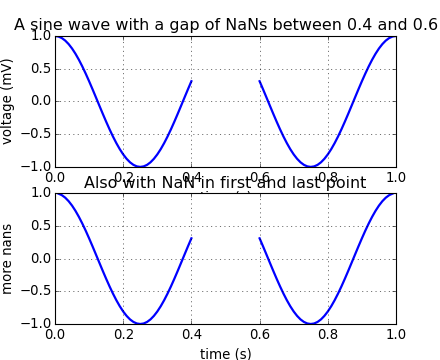 A sine wave with a gap of NaNs between 0.4 and 0.6
1.0
0.5
0.0
−0.5
−1.0
voltage (mV)
0.0 0.2 0.4 0.6 0.8 1.0
Also with NaN in first and last point
1.0
0.5
0.0
−0.5
−1.0
more nans
0.0 0.2 0.4 0.6 0.8 1.0
time (s)